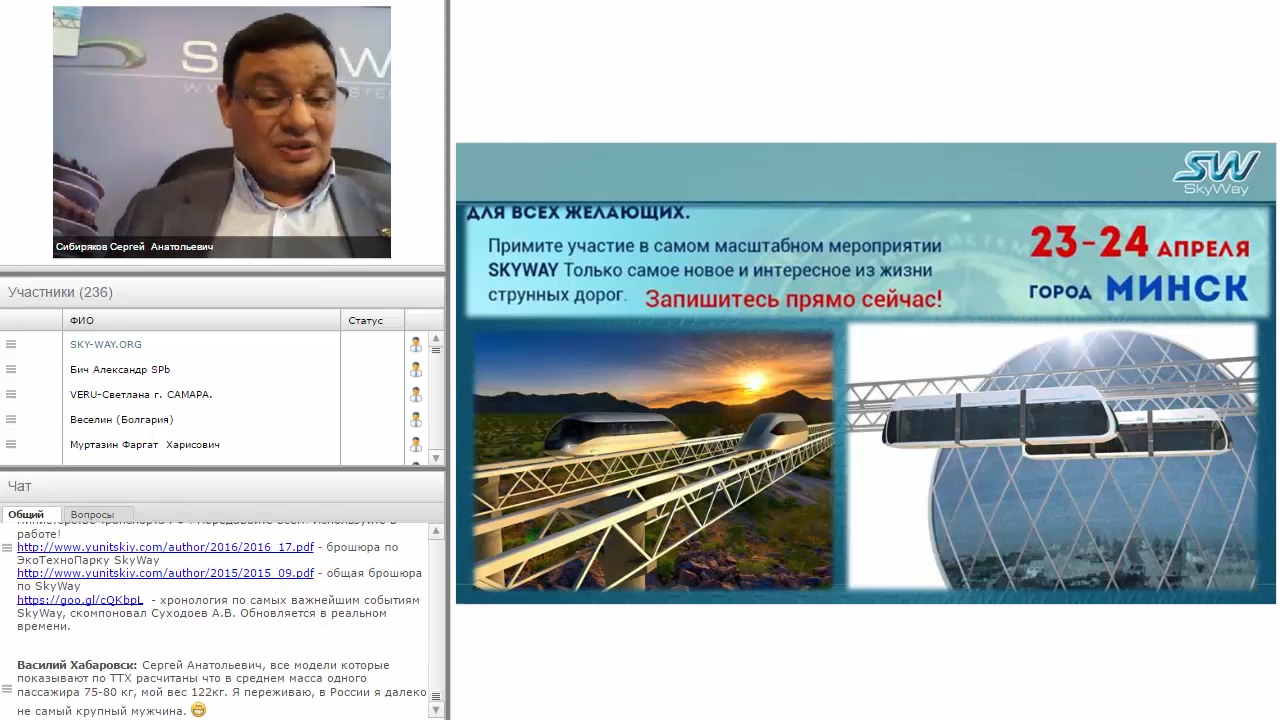 SKYW
Сибиряков Сергей Анатольевич
Участники (236)
ФИО
Статус
SKY-WAY.ORG
Бич Александр SPb
VERU-Светлана г. САМАРА.
Веселин (Болгария)
Муртазин Фаргат Харисович
Чат
Общий
Вопросы
работе!
http://www.yunitskiy.com/author/2016/2016_17.pdf - брошюра по
ЭкоТехноПарку SkyWay
http://www.yunitskiy.com/author/2015/2015_09.pdf - общая брошюра
по SkyWay
https://goo.gl/cQKbpL - хронология по самых важнейшим событиям
SkyWay, скомпоновал Суходоев А.В. Обновляется в реальном
времени.
Василий Хабаровск: Сергей Анатольевич, все модели которые
показывают по ТТХ расчитаны что в среднем масса одного
пассажира 75-80 кг, мой вес 122кг. Я переживаю, в России я далеко
не самый крупный мужчина.
SW
SkyWay
ДЛЯ ВСЕХ ЖЕЛАЮЩИХ.
Примите участие в самом масштабном мероприятии
SKYWAY Только самое новое и интересное из жизни
струнных дорог. Запишитесь прямо сейчас!
23-24 АПРЕЛЯ
ГОРОД МИНСК